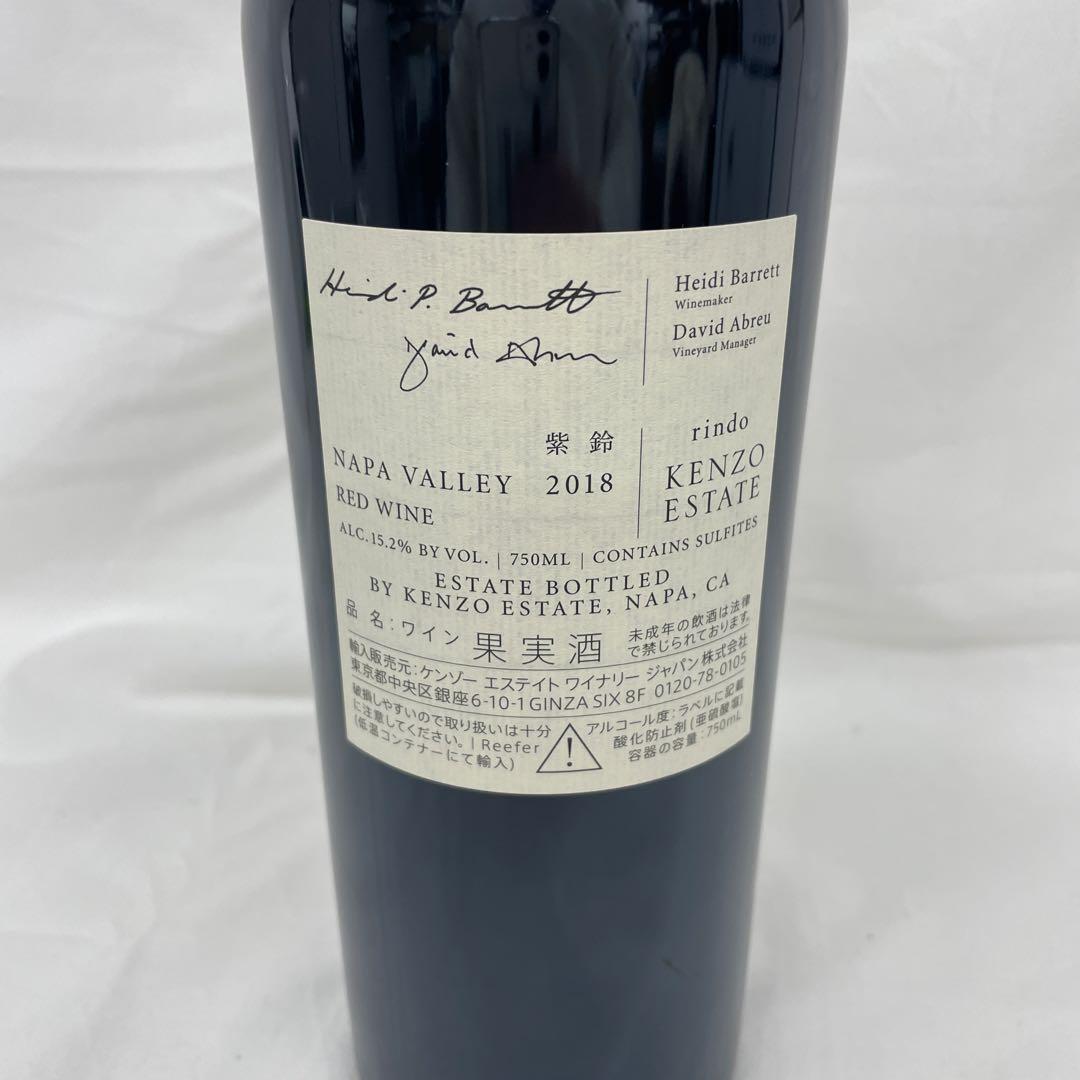 Heidi P. Barrett
David Abreu
Heidi Barrett
Winemaker
David Abreu
Vineyard Manager
紫鈴
NAPA VALLEY 2018
RED WINE
rindo
KENZO
ESTATE
ALC.15.2% BY VOL. | 750ML | CONTAINS SULFITES
ESTATE BOTTLED
BY KENZO ESTATE, NAPA, CA
品名:ワイン 果実酒
未成年の飲酒は法律
で禁じられております。
輸入販売元:ケンゾー エステイト ワイナリー ジャパン株式会社
東京都中央区銀座6-10-1 GINZA SIX 8F 0120-78-0105
破損しやすいので取り扱いは十分
に注意してください。| Reefer
(低温コンテナーにて輸入)
!
アルコール度:ラベルに記載
酸化防止剤(亜硫酸塩)
容器の容量:750mL